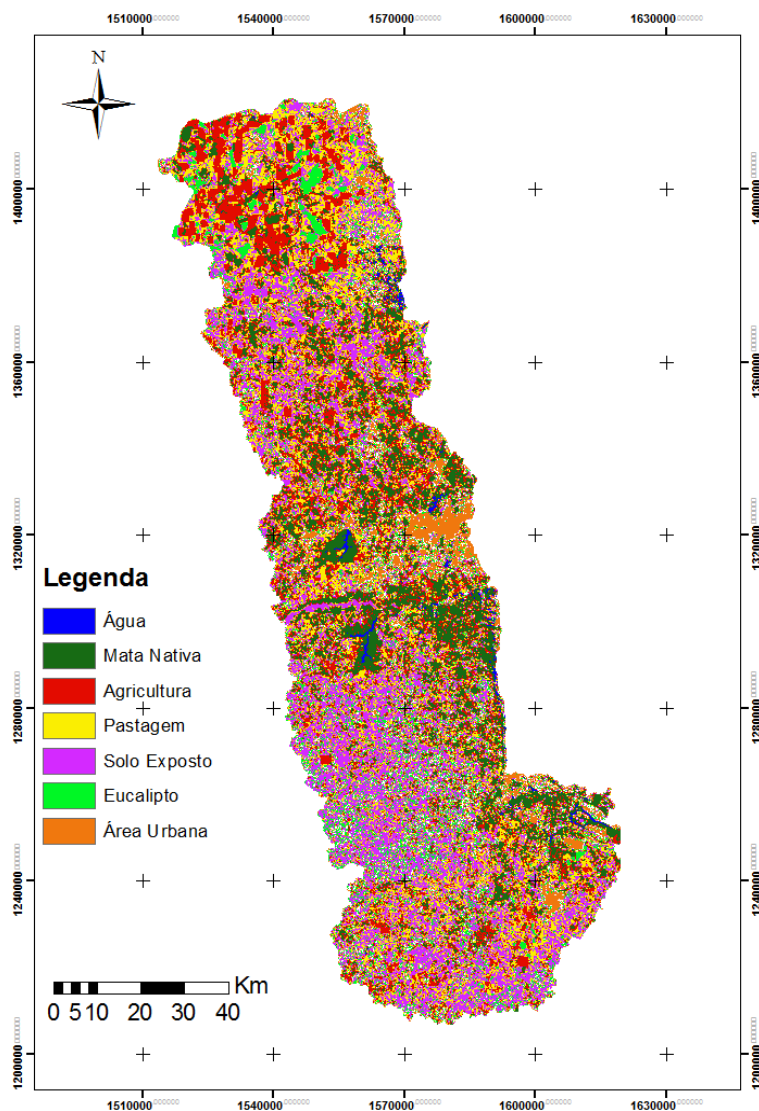 1510000 1540000 1570000 1600000 1630000
N
1400000 1400000
1360000 1360000
1320000 1320000
Legenda
Água
Mata Nativa
Agricultura
Pastagem
Solo Exposto
Eucalipto
Área Urbana
1280000 1280000
1240000 1240000
Km
0 5 10 20 30 40
1200000 1200000
1510000 1540000 1570000 1600000 1630000